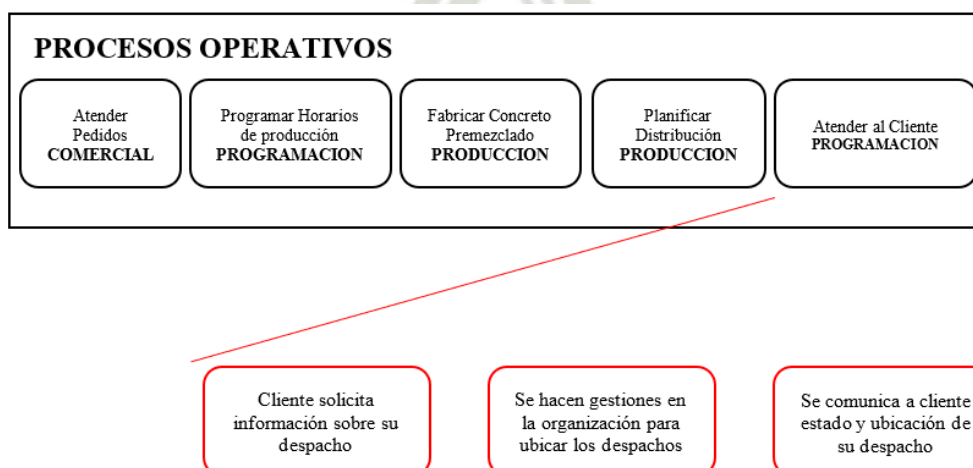 PROCESOS OPERATIVOS
Atender
Pedidos
COMERCIAL
Programar Horarios
de producción
PROGRAMACION
Fabricar Concreto
Premezclado
PRODUCCION
Planificar
Distribución
PRODUCCION
Atender al Cliente
PROGRAMACION
Cliente solicita
información sobre su
despacho
Se hacen gestiones en
la organización para
ubicar los despachos
Se comunica a cliente
estado y ubicación de
su despacho